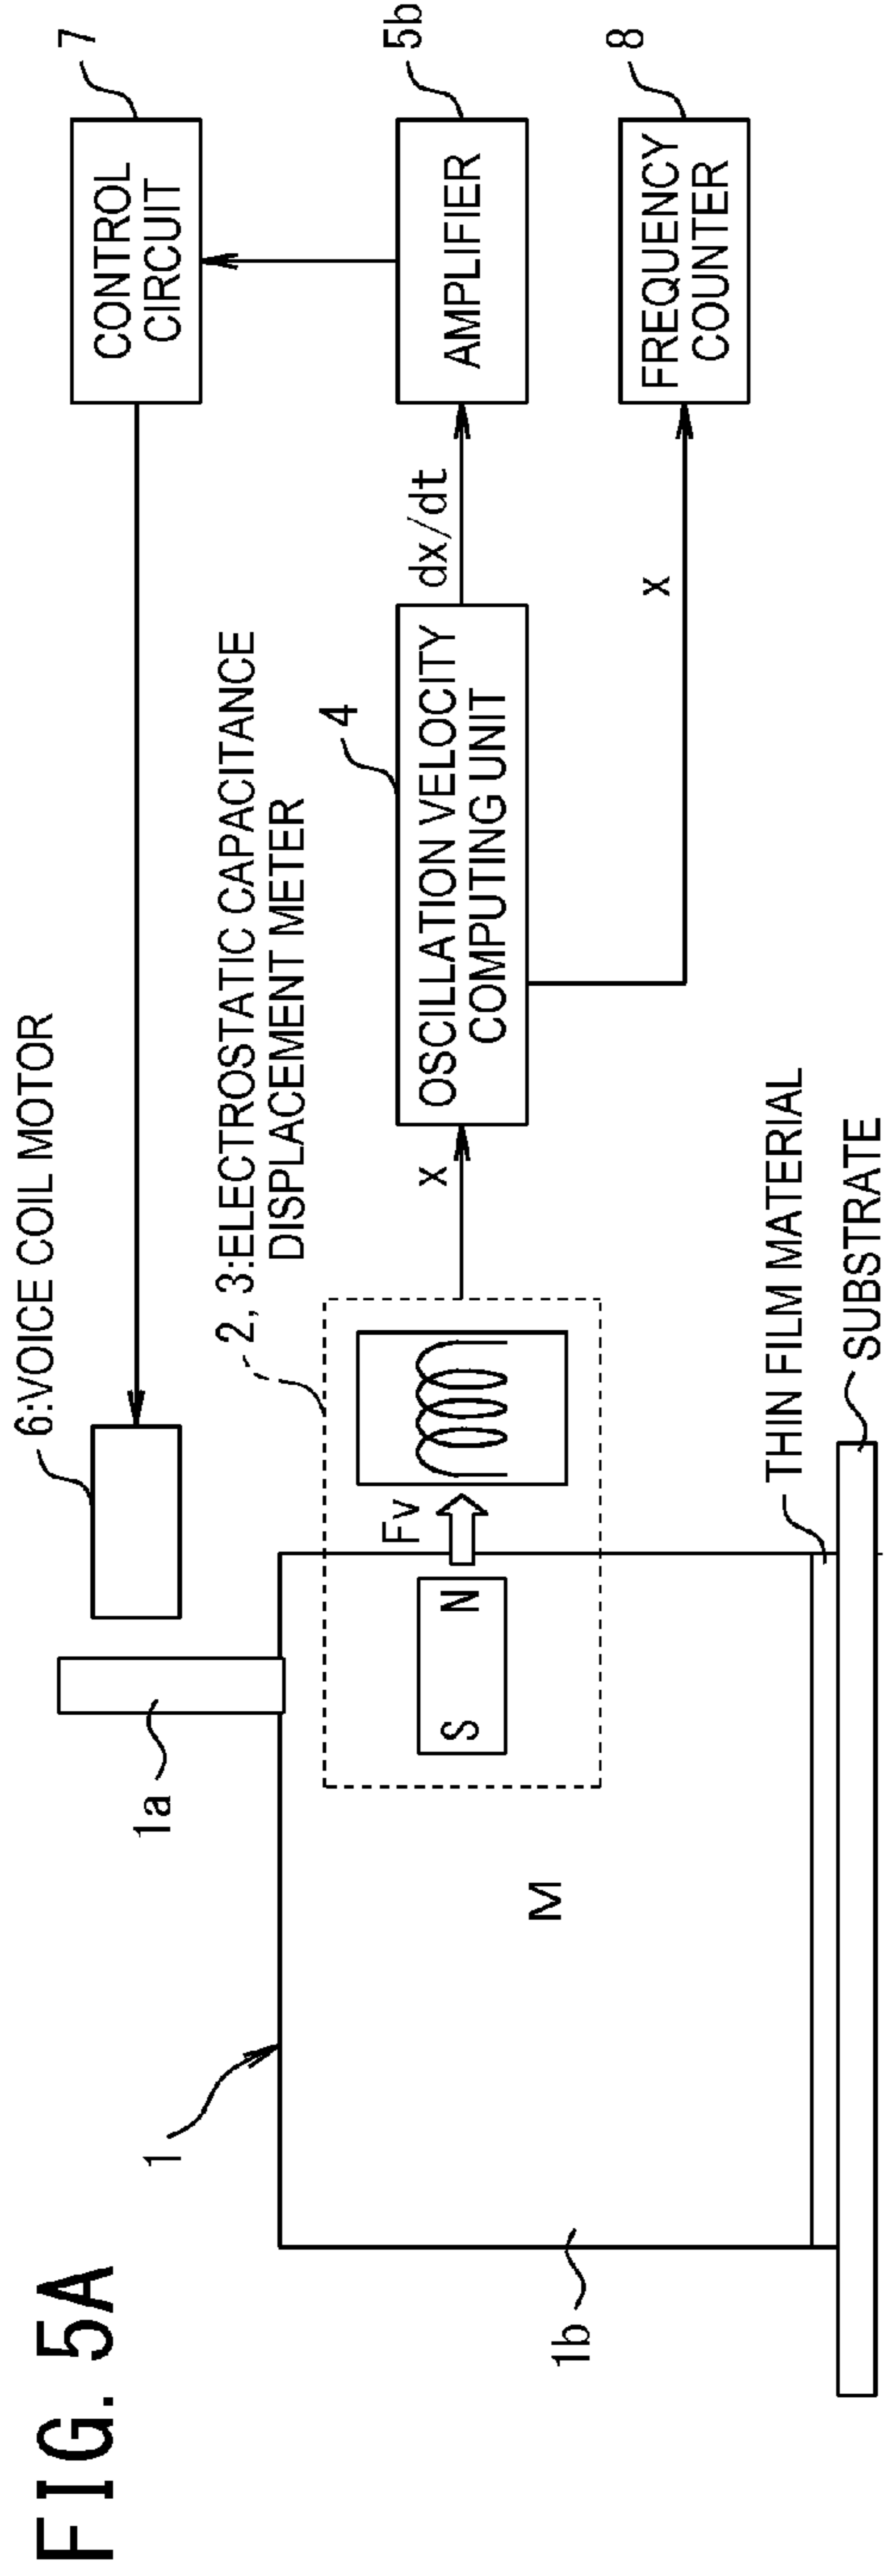 FIG. 5A
6:VOICE COIL MOTOR
7
CONTROL
CIRCUIT
1a
1
2, 3:ELECTROSTATIC CAPACITANCE
DISPLACEMENT METER
4
OSCILLATION VELOCITY
COMPUTING UNIT
dx/dt
5b
AMPLIFIER
Fv
x
S N
M
1b
x
8
FREQUENCY
COUNTER
THIN FILM MATERIAL
SUBSTRATE